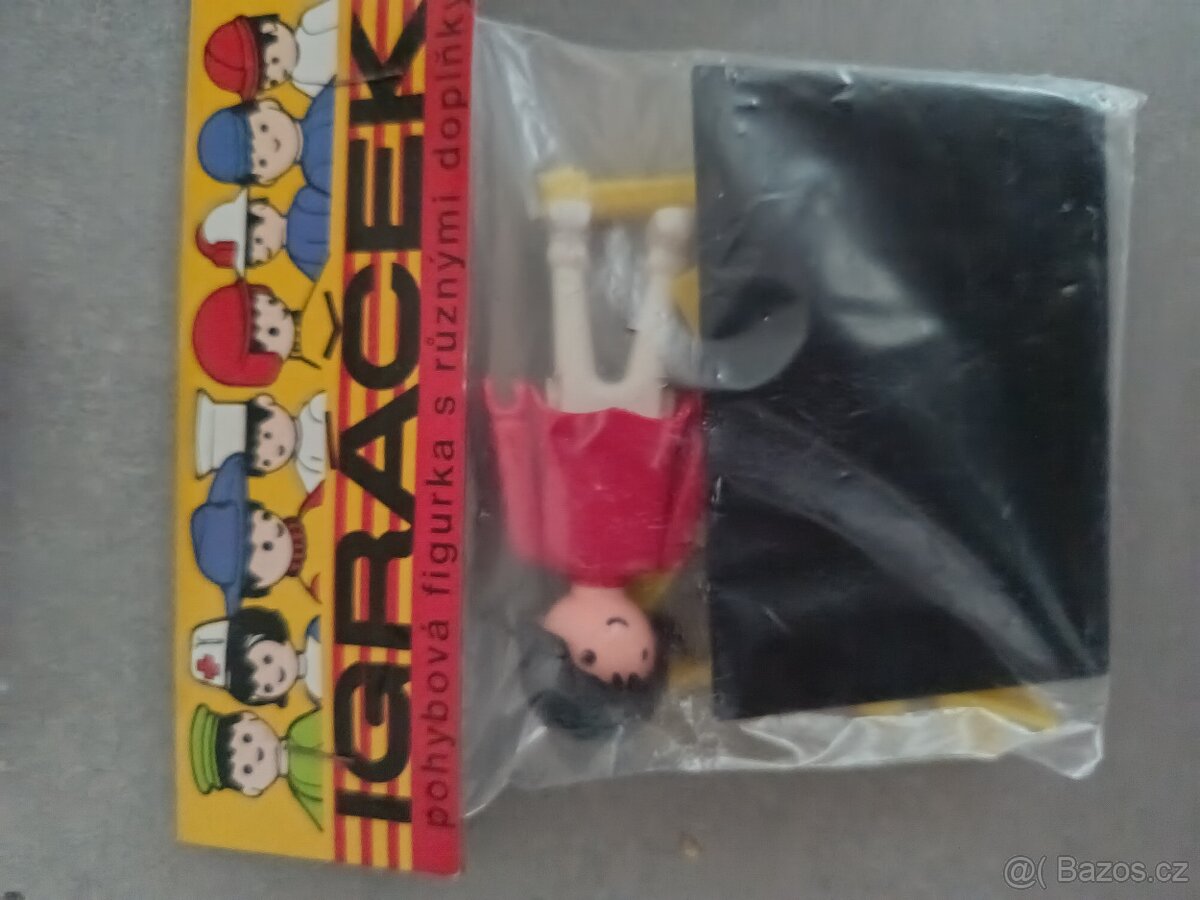 IGRÁČEK
pohybová figurka s různými doplňky
@( Bazos.cz